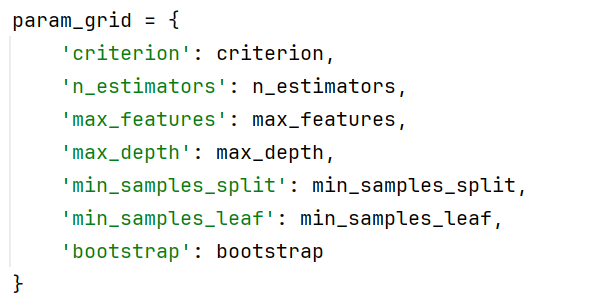 param_grid = {
    'criterion': criterion,
    'n_estimators': n_estimators,
    'max_features': max_features,
    'max_depth': max_depth,
    'min_samples_split': min_samples_split,
    'min_samples_leaf': min_samples_leaf,
    'bootstrap': bootstrap
}